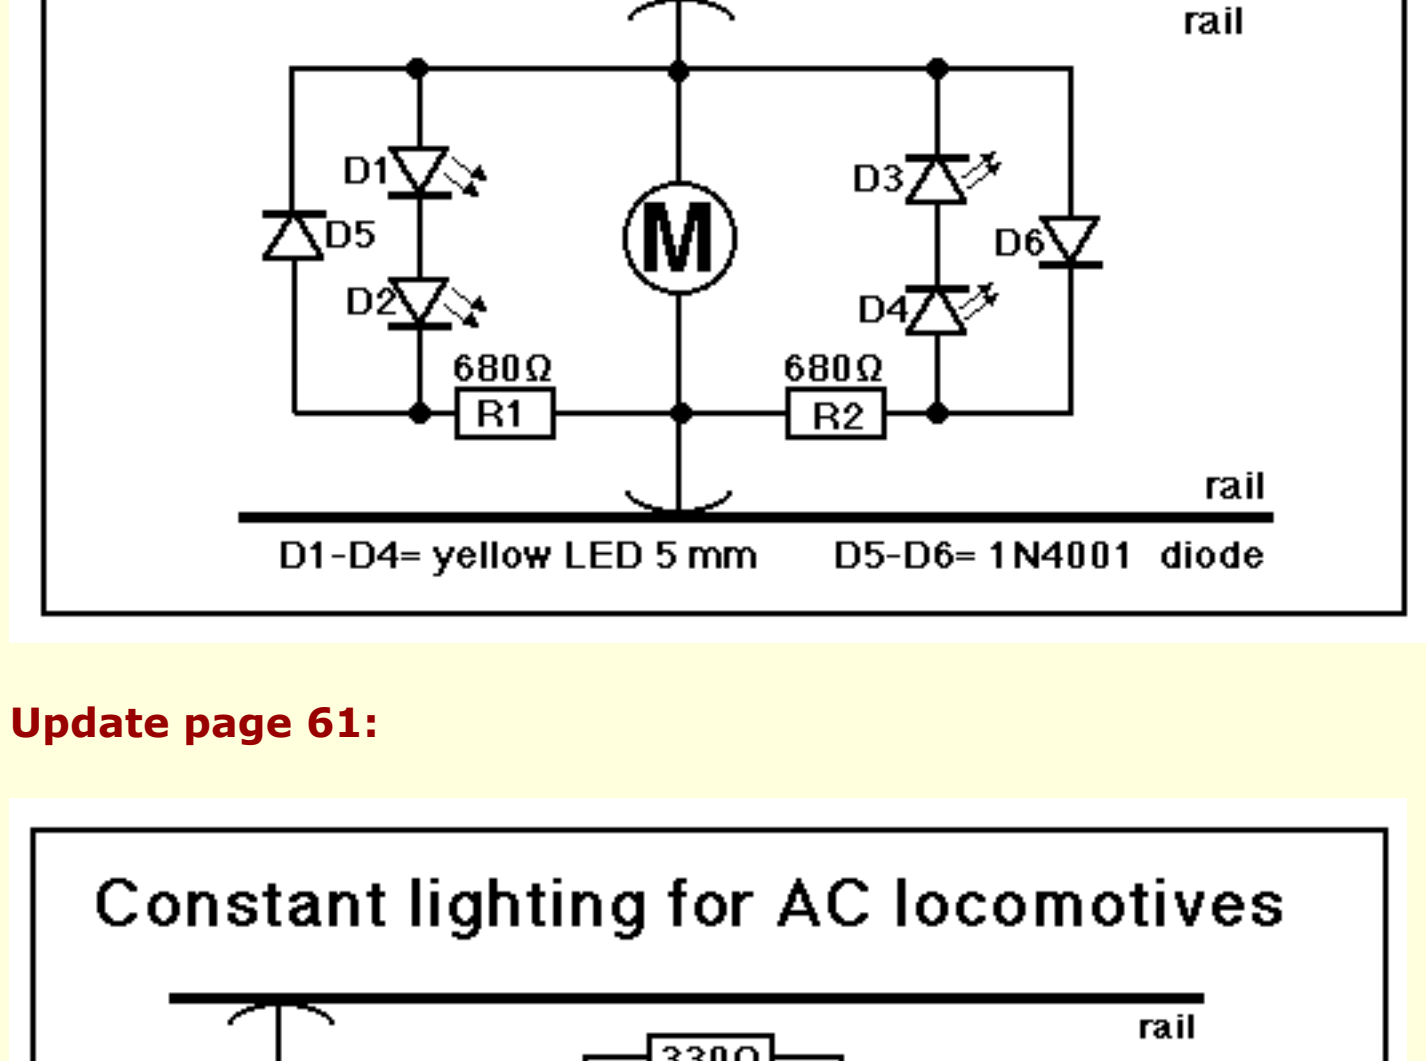 rail
D1
D3
D5
M
D6
D2
D4
680Ω
680Ω
R1
R2
rail
D1-D4= yellow LED 5 mm D5-D6= 1N4001 diode
Update page 61:
Constant lighting for AC locomotives
rail
330Ω